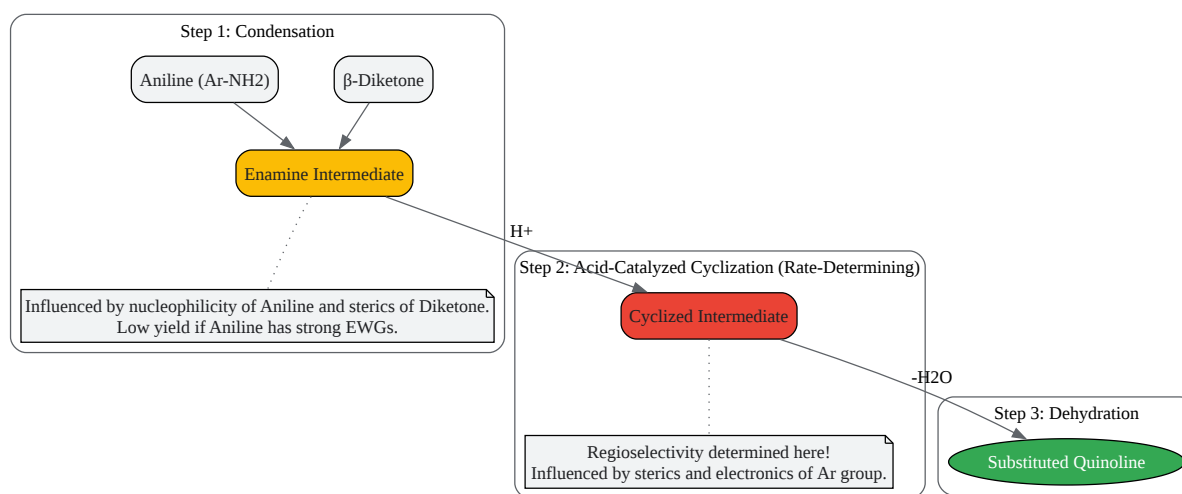 Step 1: Condensation
Aniline (Ar-NH2)
β-Diketone
Enamine Intermediate
H+
Influenced by nucleophilicity of Aniline and sterics of Diketone.
Low yield if Aniline has strong EWGs.
Step 2: Acid-Catalyzed Cyclization (Rate-Determining)
Cyclized Intermediate
-H2O
Regioselectivity determined here!
Influenced by sterics and electronics of Ar group.
Step 3: Dehydration
Substituted Quinoline